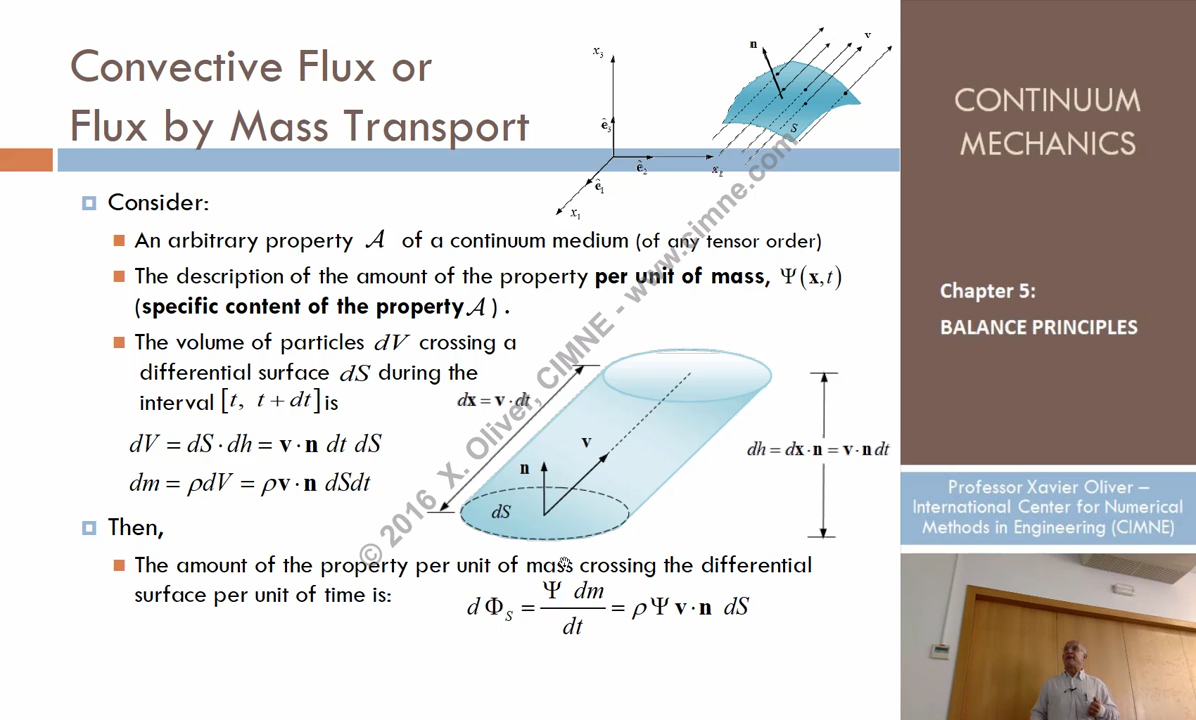 Convective Flux or
Flux by Mass Transport
x₃
ê₃
ê₂
x₂
ê₁
x₁
n
v
S
Consider:
An arbitrary property 𝒜 of a continuum medium (of any tensor order)
The description of the amount of the property per unit of mass, Ψ(x,t)
(specific content of the property 𝒜 ) .
The volume of particles dV crossing a
differential surface dS during the
interval [t, t + dt] is
dV = dS · dh = v · n dt dS
dm = ρdV = ρv · n dSdt
dx = v · dt
n
v
dS
dh = dx · n = v · n dt
Then,
The amount of the property per unit of mass crossing the differential
surface per unit of time is:
dΦ_S = Ψ dm / dt = ρΨ v · n dS
© 2016 X. Oliver, CIMNE - www.cimne.com
CONTINUUM
MECHANICS
Chapter 5:
BALANCE PRINCIPLES
Professor Xavier Oliver –
International Center for Numerical
Methods in Engineering (CIMNE)